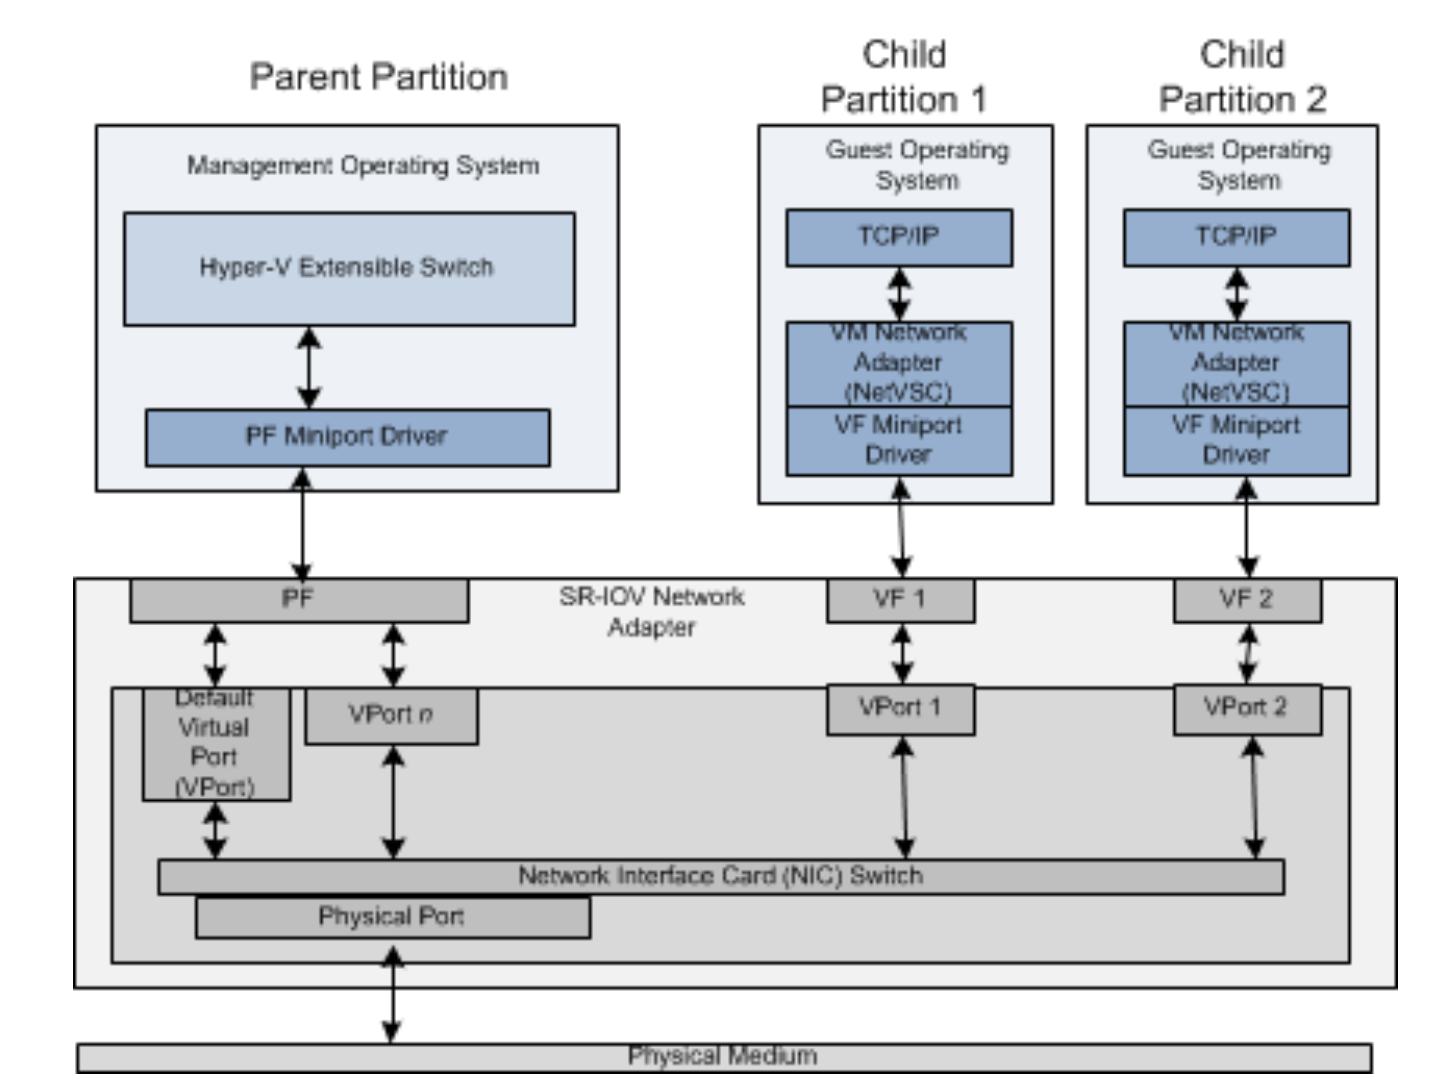 Parent Partition
Child
Partition 1
Child
Partition 2
Management Operating System
Hyper-V Extensible Switch
PF Miniport Driver
Guest Operating
System
TCP/IP
VM Network
Adapter
(NetVSC)
VF Miniport
Driver
Guest Operating
System
TCP/IP
VM Network
Adapter
(NetVSC)
VF Miniport
Driver
PF
SR-IOV Network
Adapter
VF 1
VF 2
Default
Virtual
Port
(VPort)
VPort n
VPort 1
VPort 2
Network Interface Card (NIC) Switch
Physical Port
Physical Medium